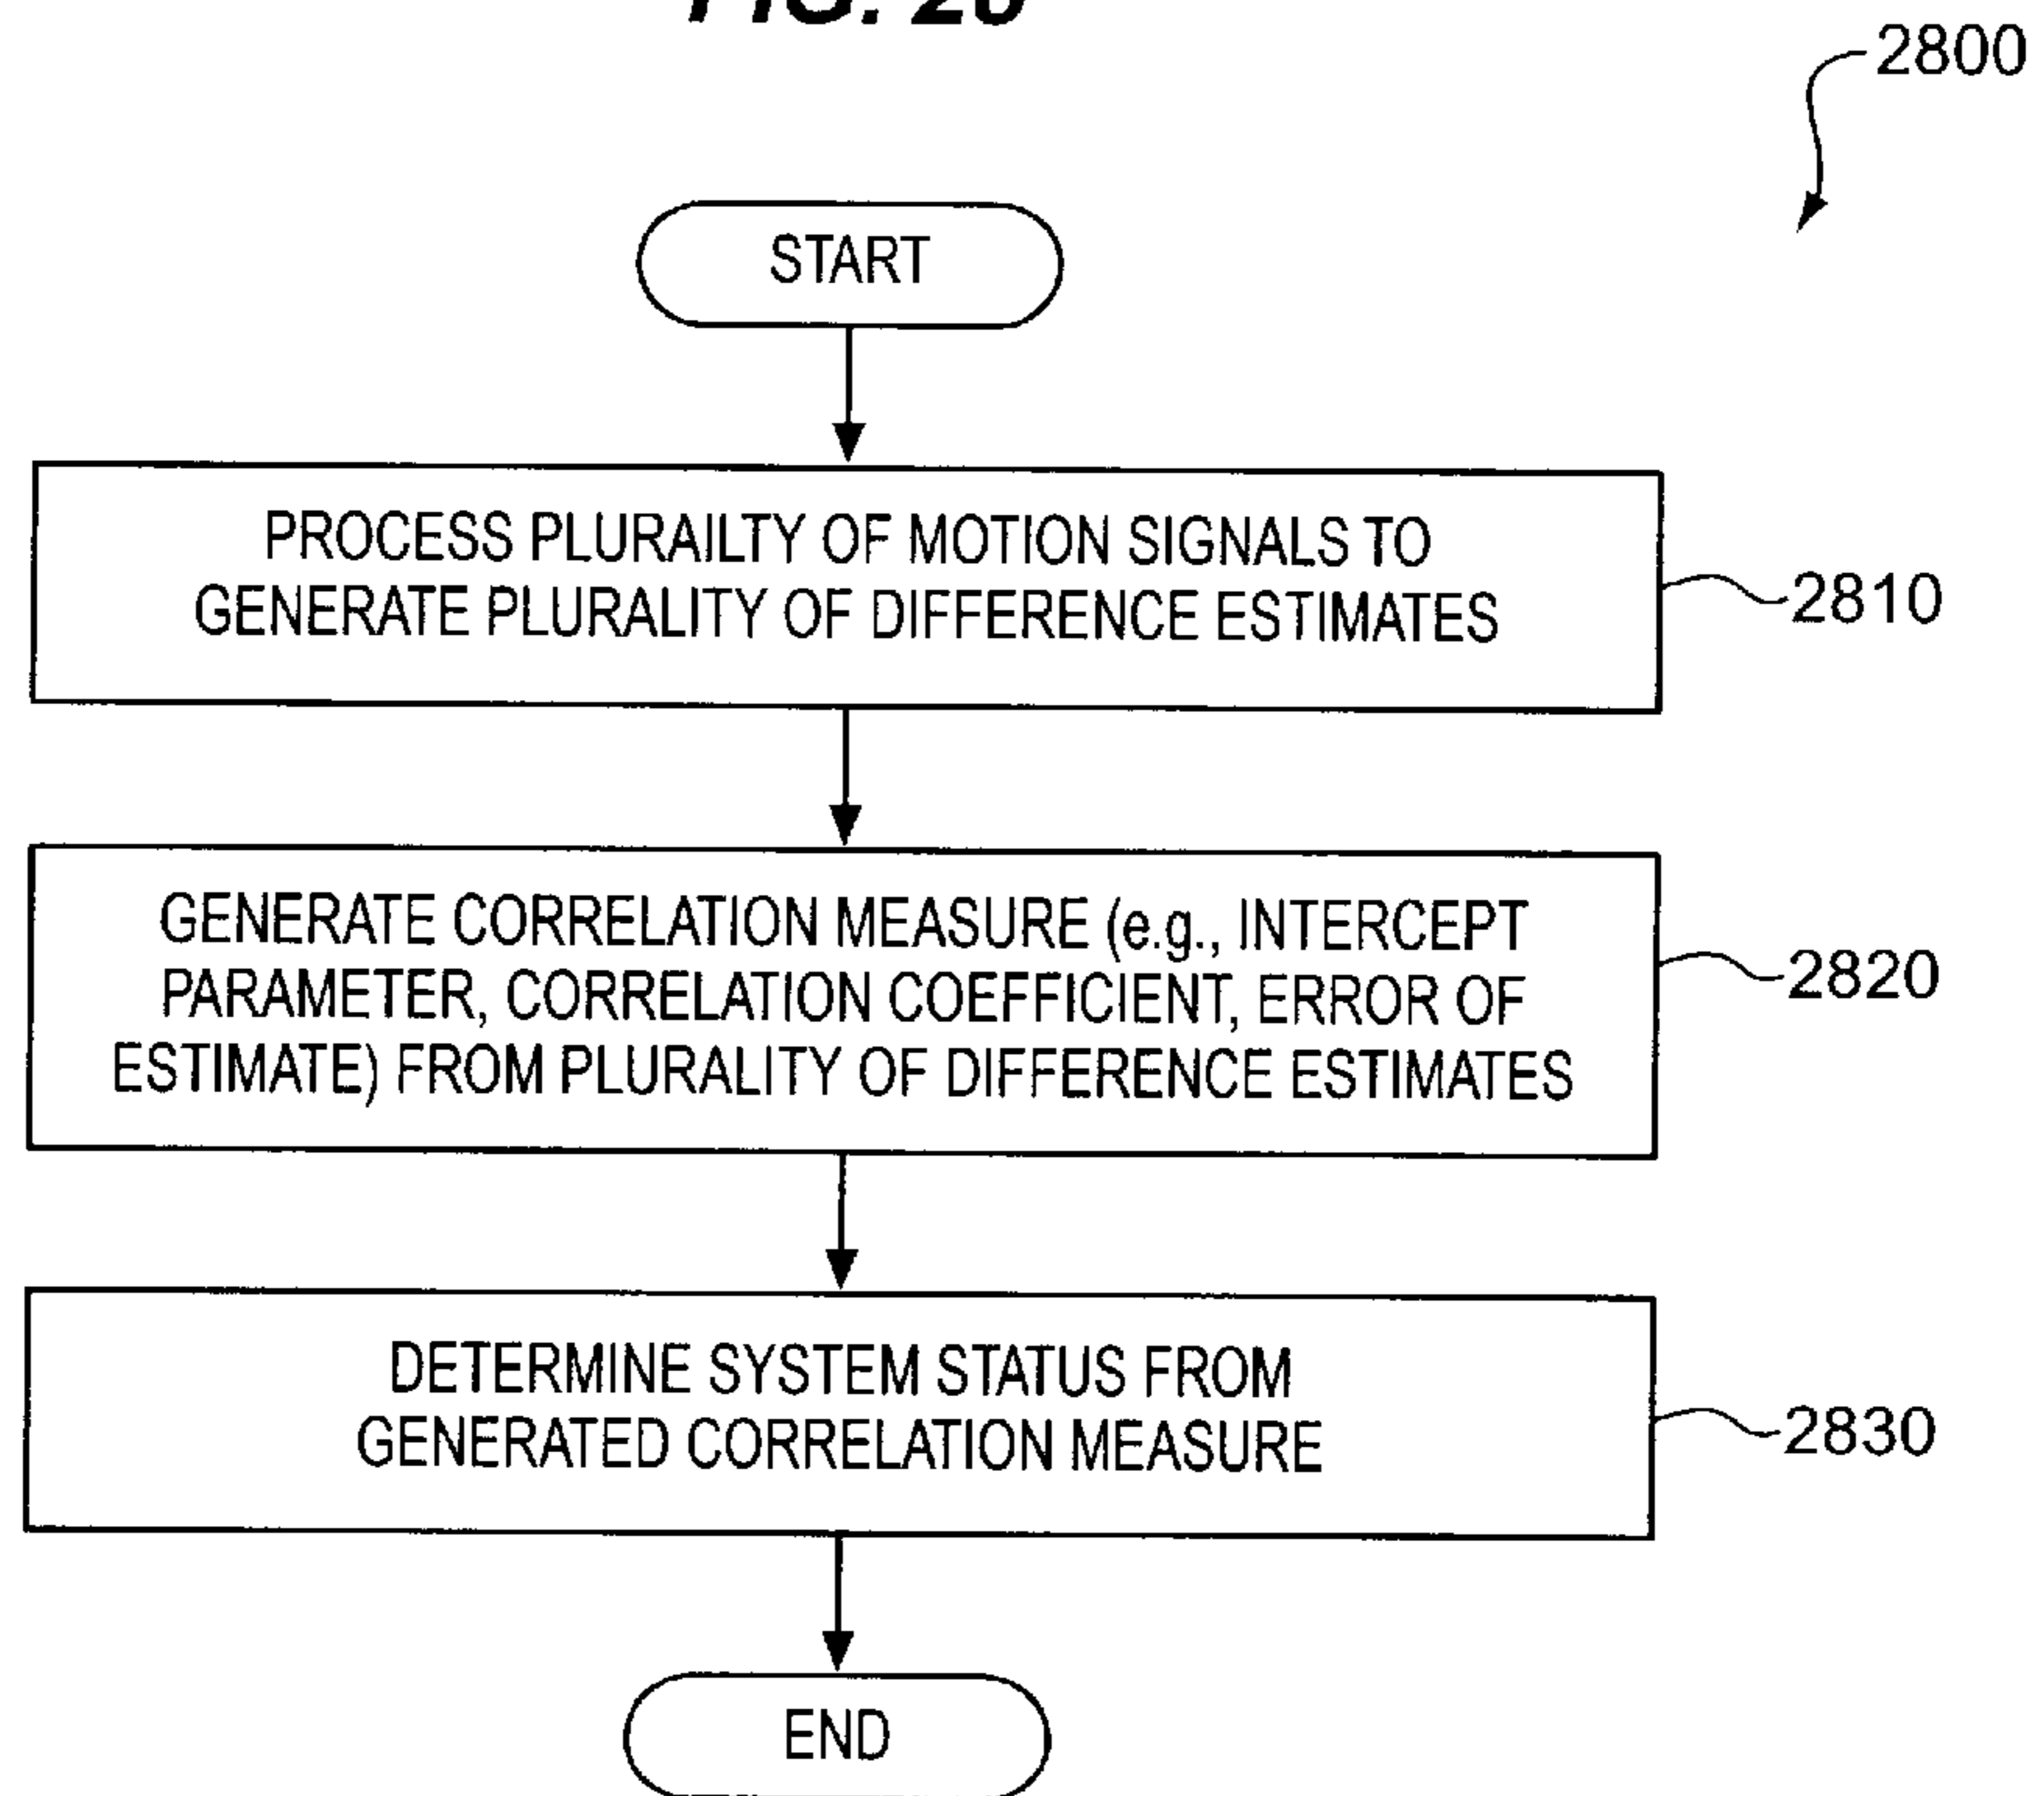 2800
START
PROCESS PLURAILTY OF MOTION SIGNALS TO
GENERATE PLURALITY OF DIFFERENCE ESTIMATES
2810
GENERATE CORRELATION MEASURE (e.g., INTERCEPT
PARAMETER, CORRELATION COEFFICIENT, ERROR OF
ESTIMATE) FROM PLURALITY OF DIFFERENCE ESTIMATES
2820
DETERMINE SYSTEM STATUS FROM
GENERATED CORRELATION MEASURE
2830
END